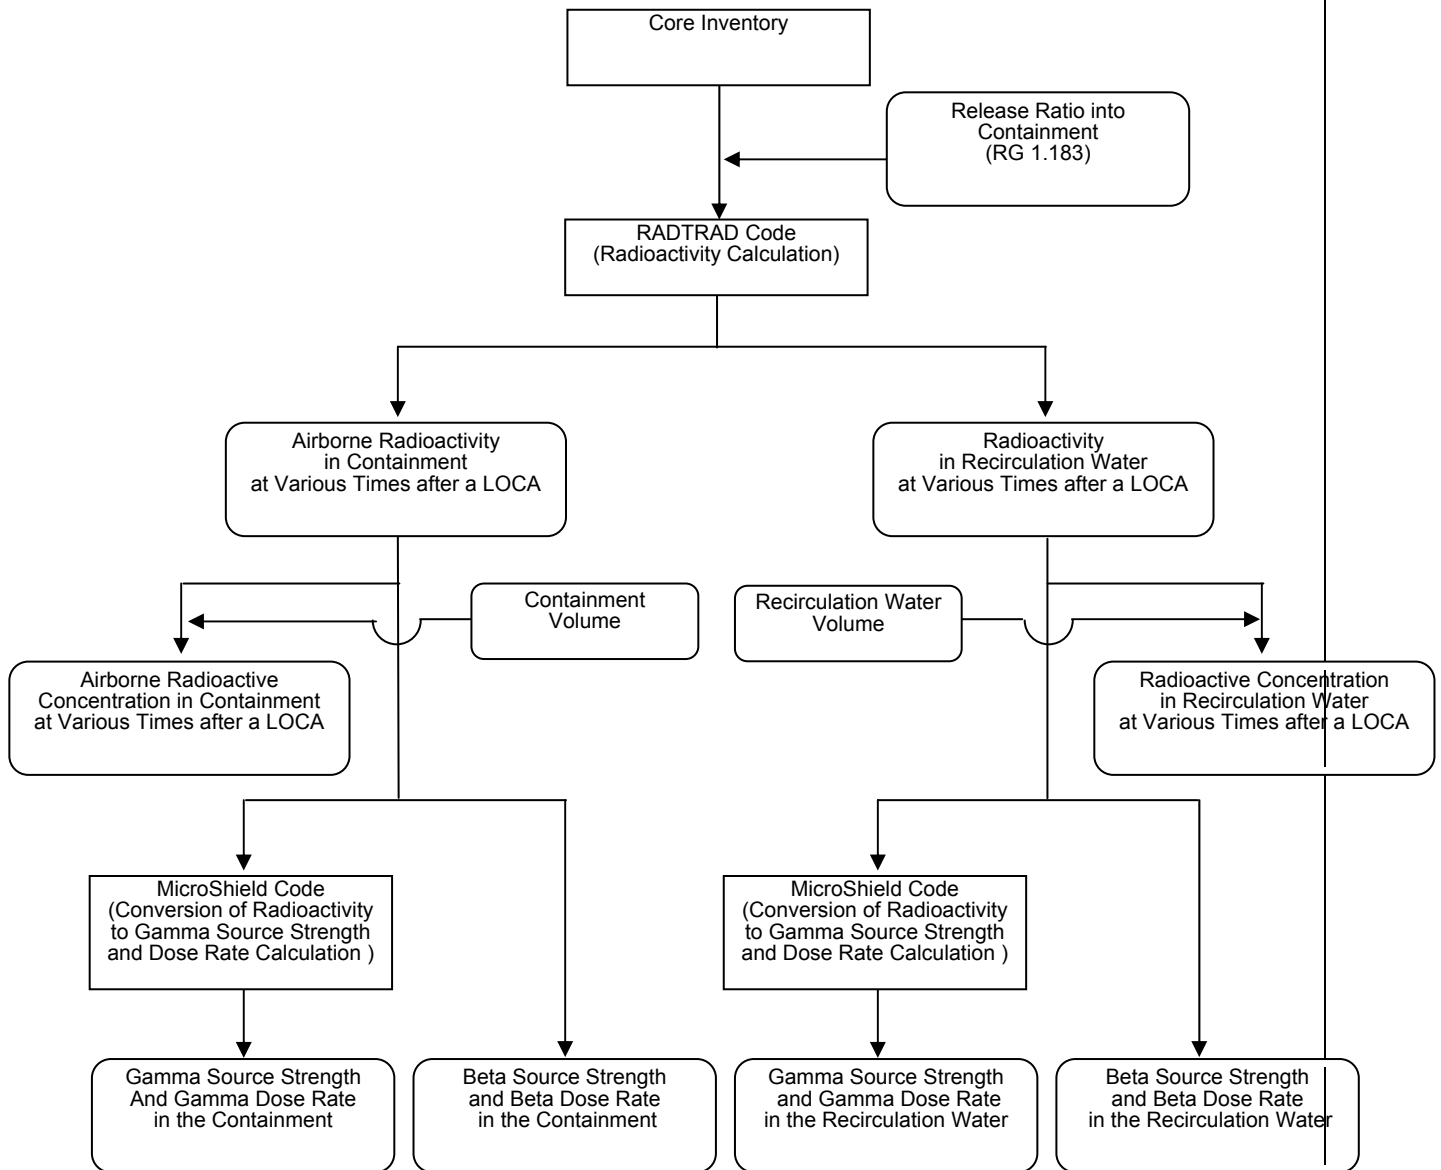 Core Inventory
Release Ratio into
Containment
(RG 1.183)
RADTRAD Code
(Radioactivity Calculation)
Airborne Radioactivity
in Containment
at Various Times after a LOCA
Radioactivity
in Recirculation Water
at Various Times after a LOCA
Containment
Volume
Recirculation Water
Volume
Airborne Radioactive
Concentration in Containment
at Various Times after a LOCA
Radioactive Concentration
in Recirculation Water
at Various Times after a LOCA
MicroShield Code
(Conversion of Radioactivity
to Gamma Source Strength
and Dose Rate Calculation )
MicroShield Code
(Conversion of Radioactivity
to Gamma Source Strength
and Dose Rate Calculation )
Gamma Source Strength
And Gamma Dose Rate
in the Containment
Beta Source Strength
and Beta Dose Rate
in the Containment
Gamma Source Strength
and Gamma Dose Rate
in the Recirculation Water
Beta Source Strength
and Beta Dose Rate
in the Recirculation Water